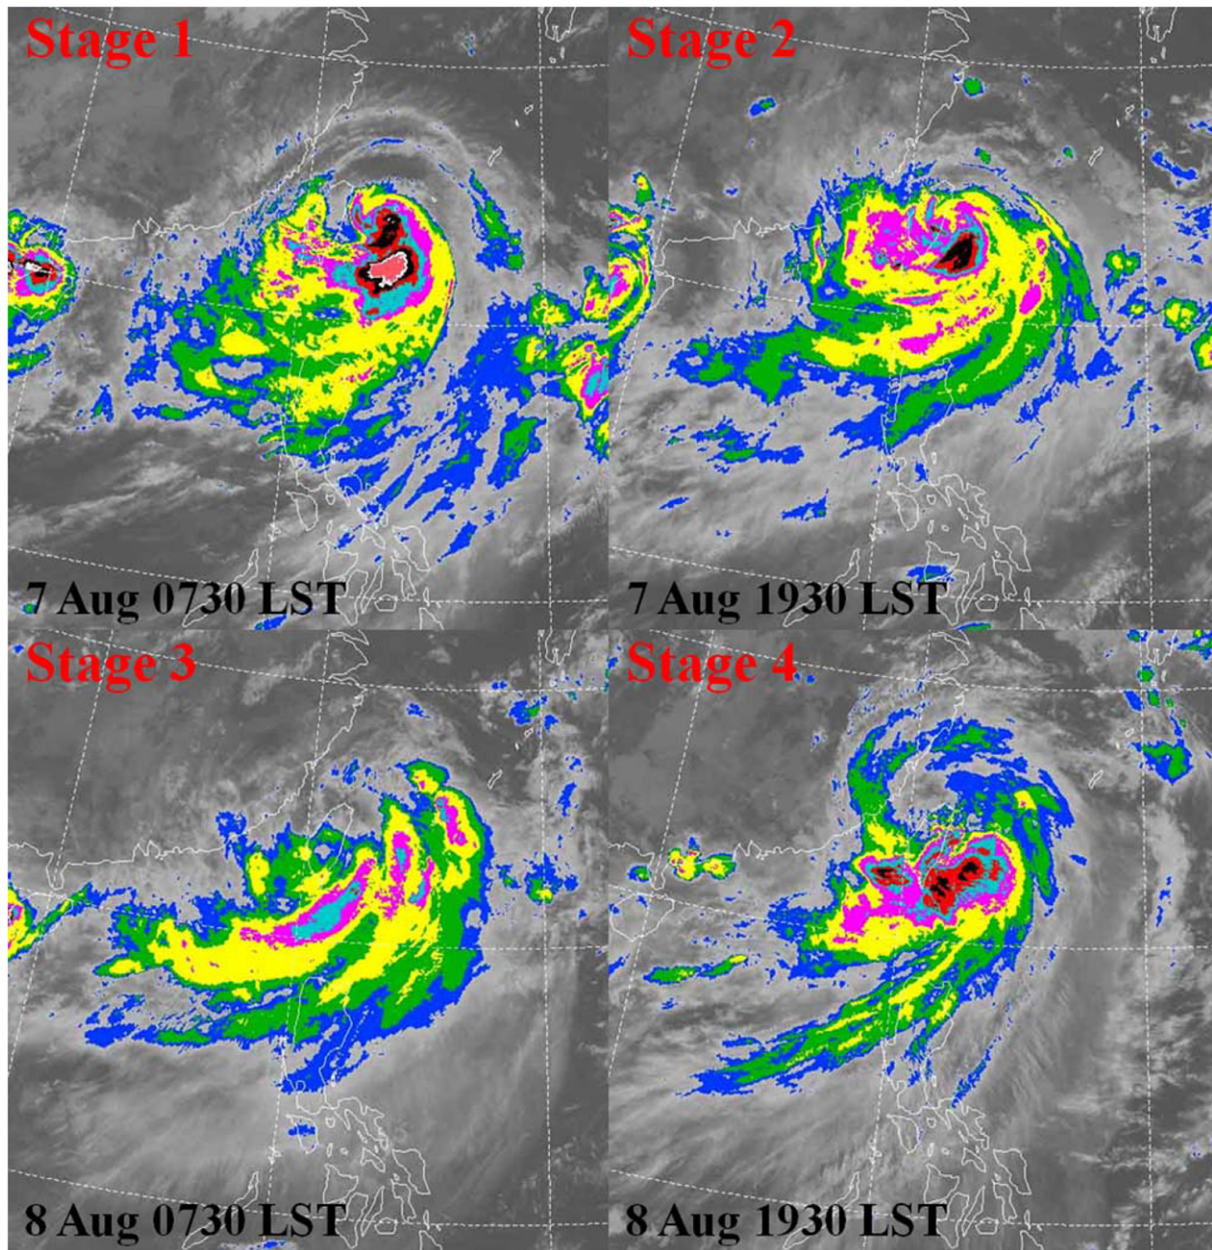 Stage 1
Stage 2
7 Aug 0730 LST
7 Aug 1930 LST
Stage 3
Stage 4
8 Aug 0730 LST
8 Aug 1930 LST